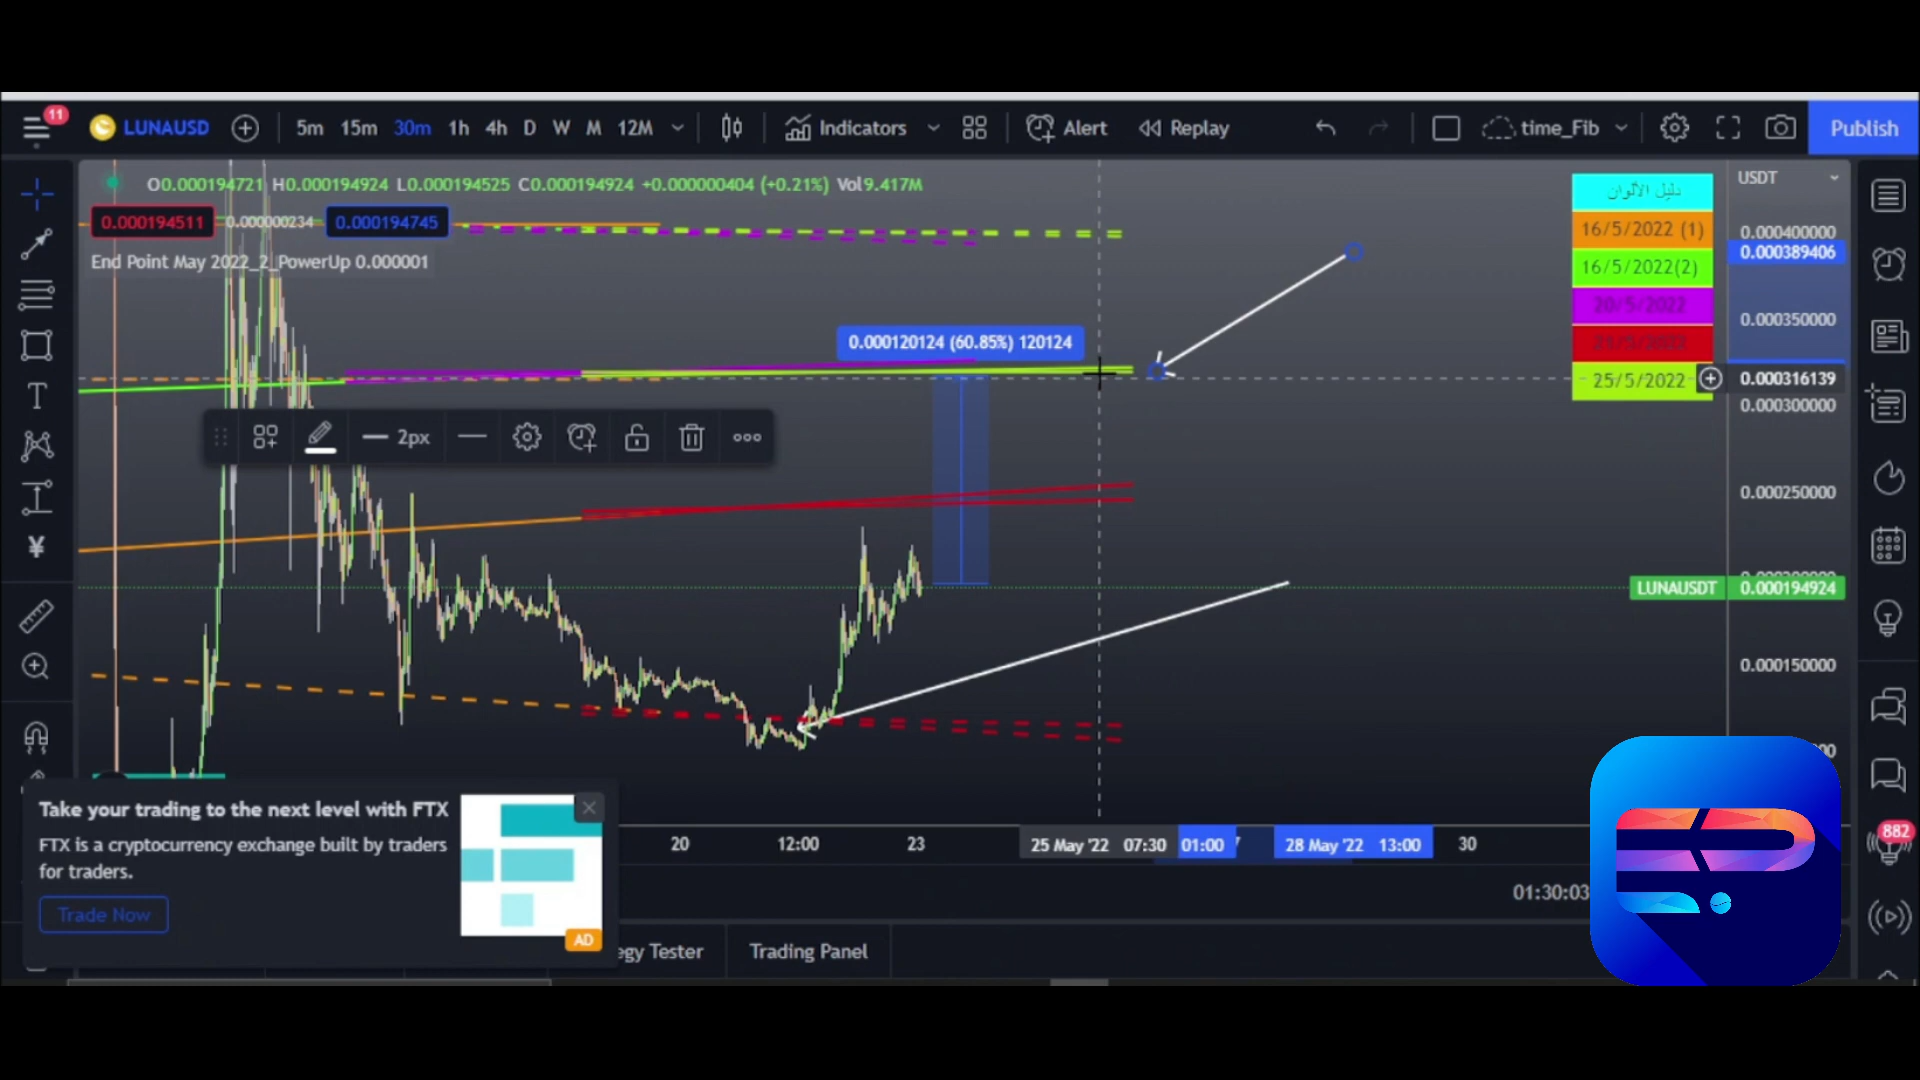 11
LUNAUSD
5m 15m 30m 1h 4h D W M 12M
Indicators
Alert
Replay
time_Fib
Publish
O0.000194721 H0.000194924 L0.000194525 C0.000194924 +0.000000404 (+0.21%) Vol9.417M
0.000194511 0.000000234 0.000194745
End Point May 2022_2_PowerUp 0.000001
دليل الألوان
16/5/2022 (1)
16/5/2022(2)
20/5/2022
25/5/2022
USDT
0.000400000
0.000389406
0.000350000
0.000316139
0.000300000
0.000250000
LUNAUSDT 0.000194924
0.000150000
0.000120124 (60.85%) 120124
2px
T
¥
Take your trading to the next level with FTX
FTX is a cryptocurrency exchange built by traders
for traders.
Trade Now
AD
20 12:00 23 25 May '22 07:30 01:00 28 May '22 13:00 30
01:30:03
egy Tester
Trading Panel
882